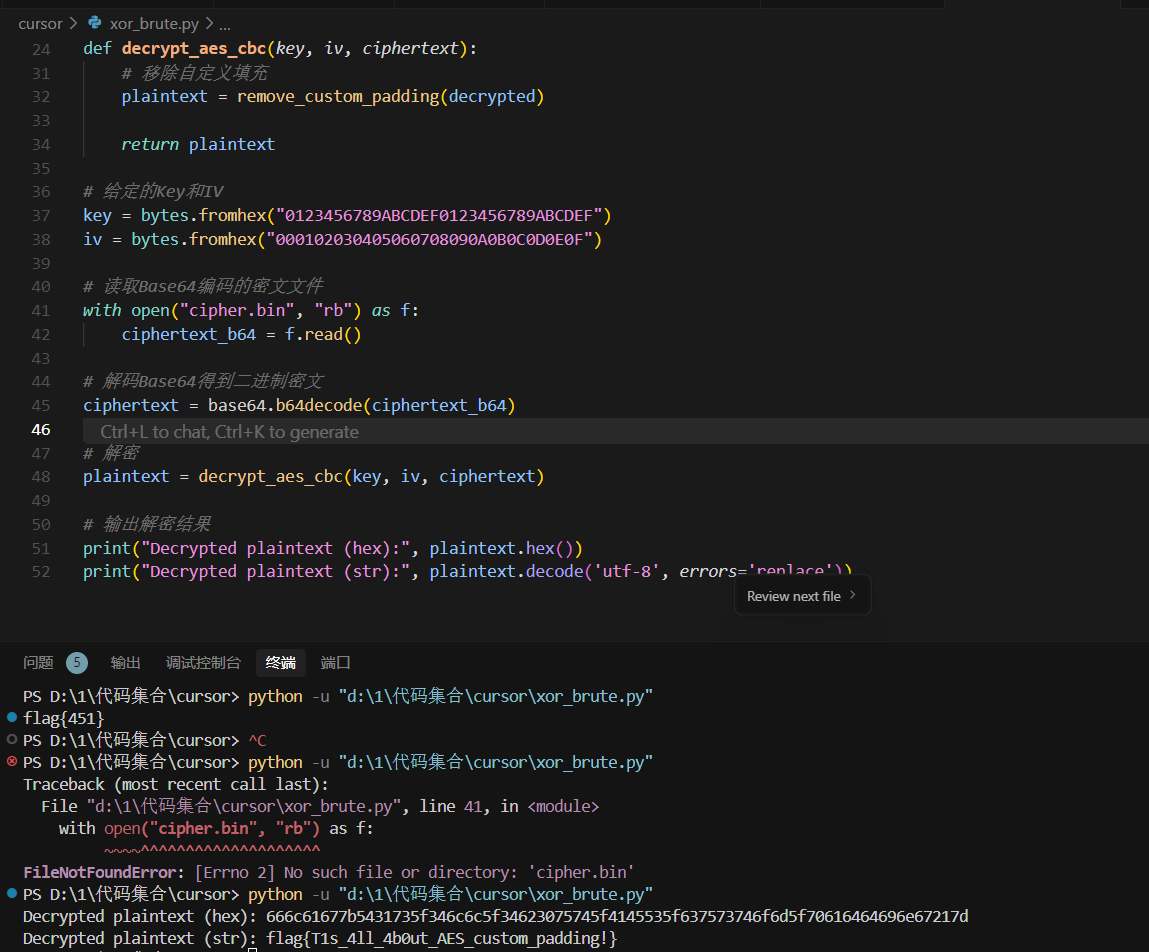 cursor > xor_brute.py > ...
24 def decrypt_aes_cbc(key, iv, ciphertext):
31 # 移除自定义填充
32 plaintext = remove_custom_padding(decrypted)
33
34 return plaintext
35
36 # 给定的Key和IV
37 key = bytes.fromhex("0123456789ABCDEF0123456789ABCDEF")
38 iv = bytes.fromhex("000102030405060708090A0B0C0D0E0F")
39
40 # 读取Base64编码的密文文件
41 with open("cipher.bin", "rb") as f:
42 ciphertext_b64 = f.read()
43
44 # 解码Base64得到二进制密文
45 ciphertext = base64.b64decode(ciphertext_b64)
46 Ctrl+L to chat, Ctrl+K to generate
47 # 解密
48 plaintext = decrypt_aes_cbc(key, iv, ciphertext)
49
50 # 输出解密结果
51 print("Decrypted plaintext (hex):", plaintext.hex())
52 print("Decrypted plaintext (str):", plaintext.decode('utf-8', errors='replace'))
Review next file >
问题 5 输出 调试控制台 终端 端口
PS D:\1\代码集合\cursor> python -u "d:\1\代码集合\cursor\xor_brute.py"
flag{451}
PS D:\1\代码集合\cursor> ^C
PS D:\1\代码集合\cursor> python -u "d:\1\代码集合\cursor\xor_brute.py"
Traceback (most recent call last):
File "d:\1\代码集合\cursor\xor_brute.py", line 41, in <module>
with open("cipher.bin", "rb") as f:
~~~~^^^^^^^^^^^^^^^^^^^^
FileNotFoundError: [Errno 2] No such file or directory: 'cipher.bin'
PS D:\1\代码集合\cursor> python -u "d:\1\代码集合\cursor\xor_brute.py"
Decrypted plaintext (hex): 666c61677b5431735f346c6c5f34623075745f4145535f637573746f6d5f70616464696e67217d
Decrypted plaintext (str): flag{T1s_4ll_4b0ut_AES_custom_padding!}